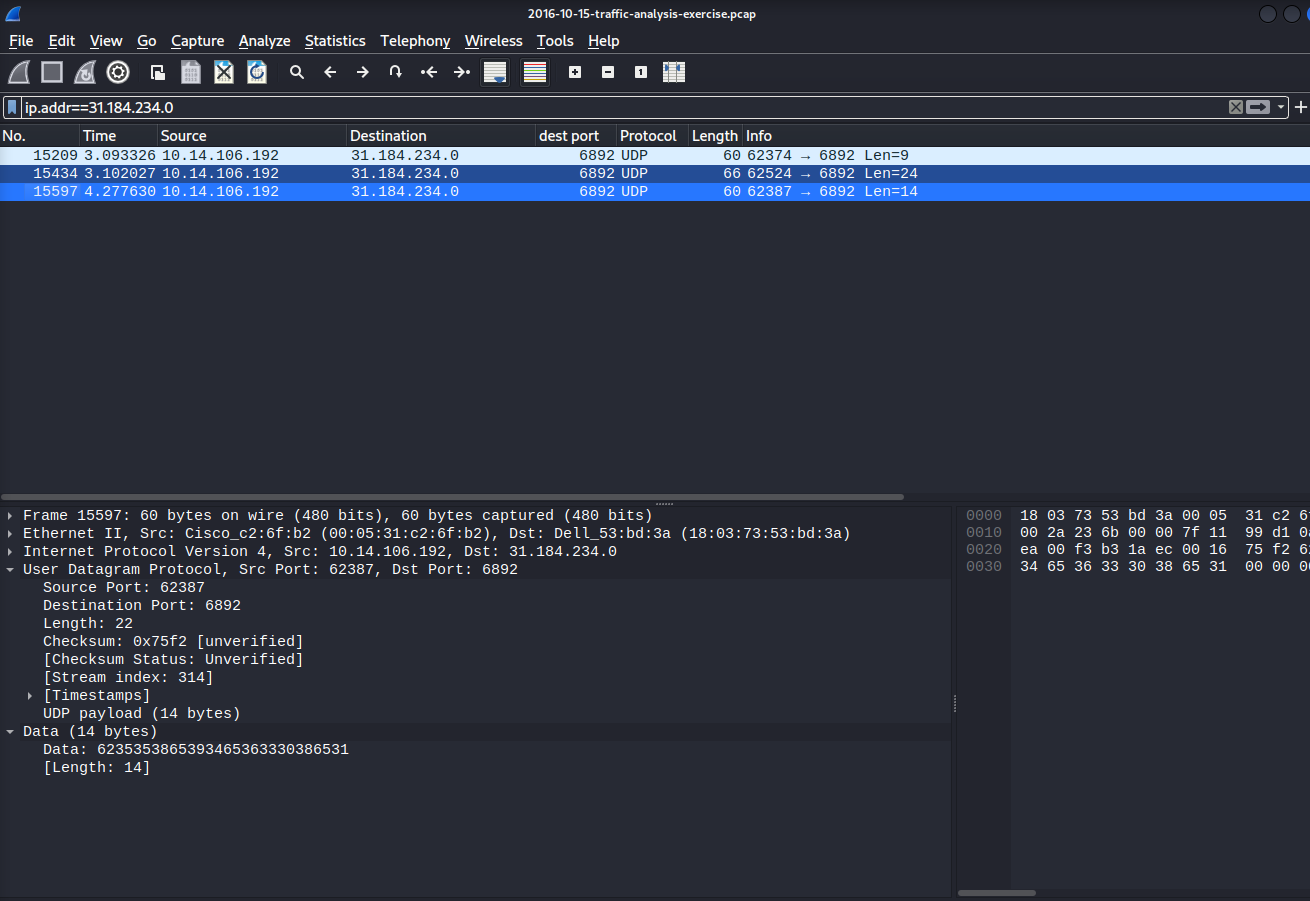 2016-10-15-traffic-analysis-exercise.pcap
File Edit View Go Capture Analyze Statistics Telephony Wireless Tools Help
ip.addr==31.184.234.0
No. Time Source Destination dest port Protocol Length Info
15209 3.093326 10.14.106.192 31.184.234.0 6892 UDP 60 62374 → 6892 Len=9
15434 3.102027 10.14.106.192 31.184.234.0 6892 UDP 66 62524 → 6892 Len=24
15597 4.277630 10.14.106.192 31.184.234.0 6892 UDP 60 62387 → 6892 Len=14
Frame 15597: 60 bytes on wire (480 bits), 60 bytes captured (480 bits)
Ethernet II, Src: Cisco_c2:6f:b2 (00:05:31:c2:6f:b2), Dst: Dell_53:bd:3a (18:03:73:53:bd:3a)
Internet Protocol Version 4, Src: 10.14.106.192, Dst: 31.184.234.0
User Datagram Protocol, Src Port: 62387, Dst Port: 6892
Source Port: 62387
Destination Port: 6892
Length: 22
Checksum: 0x75f2 [unverified]
[Checksum Status: Unverified]
[Stream index: 314]
[Timestamps]
UDP payload (14 bytes)
Data (14 bytes)
Data: 6235353865393465363330386531
[Length: 14]
0000 18 03 73 53 bd 3a 00 05 31 c2
0010 00 2a 23 6b 00 00 7f 11 99 d1
0020 ea 00 f3 b3 1a ec 00 16 75 f2
0030 34 65 36 33 30 38 65 31 00 00